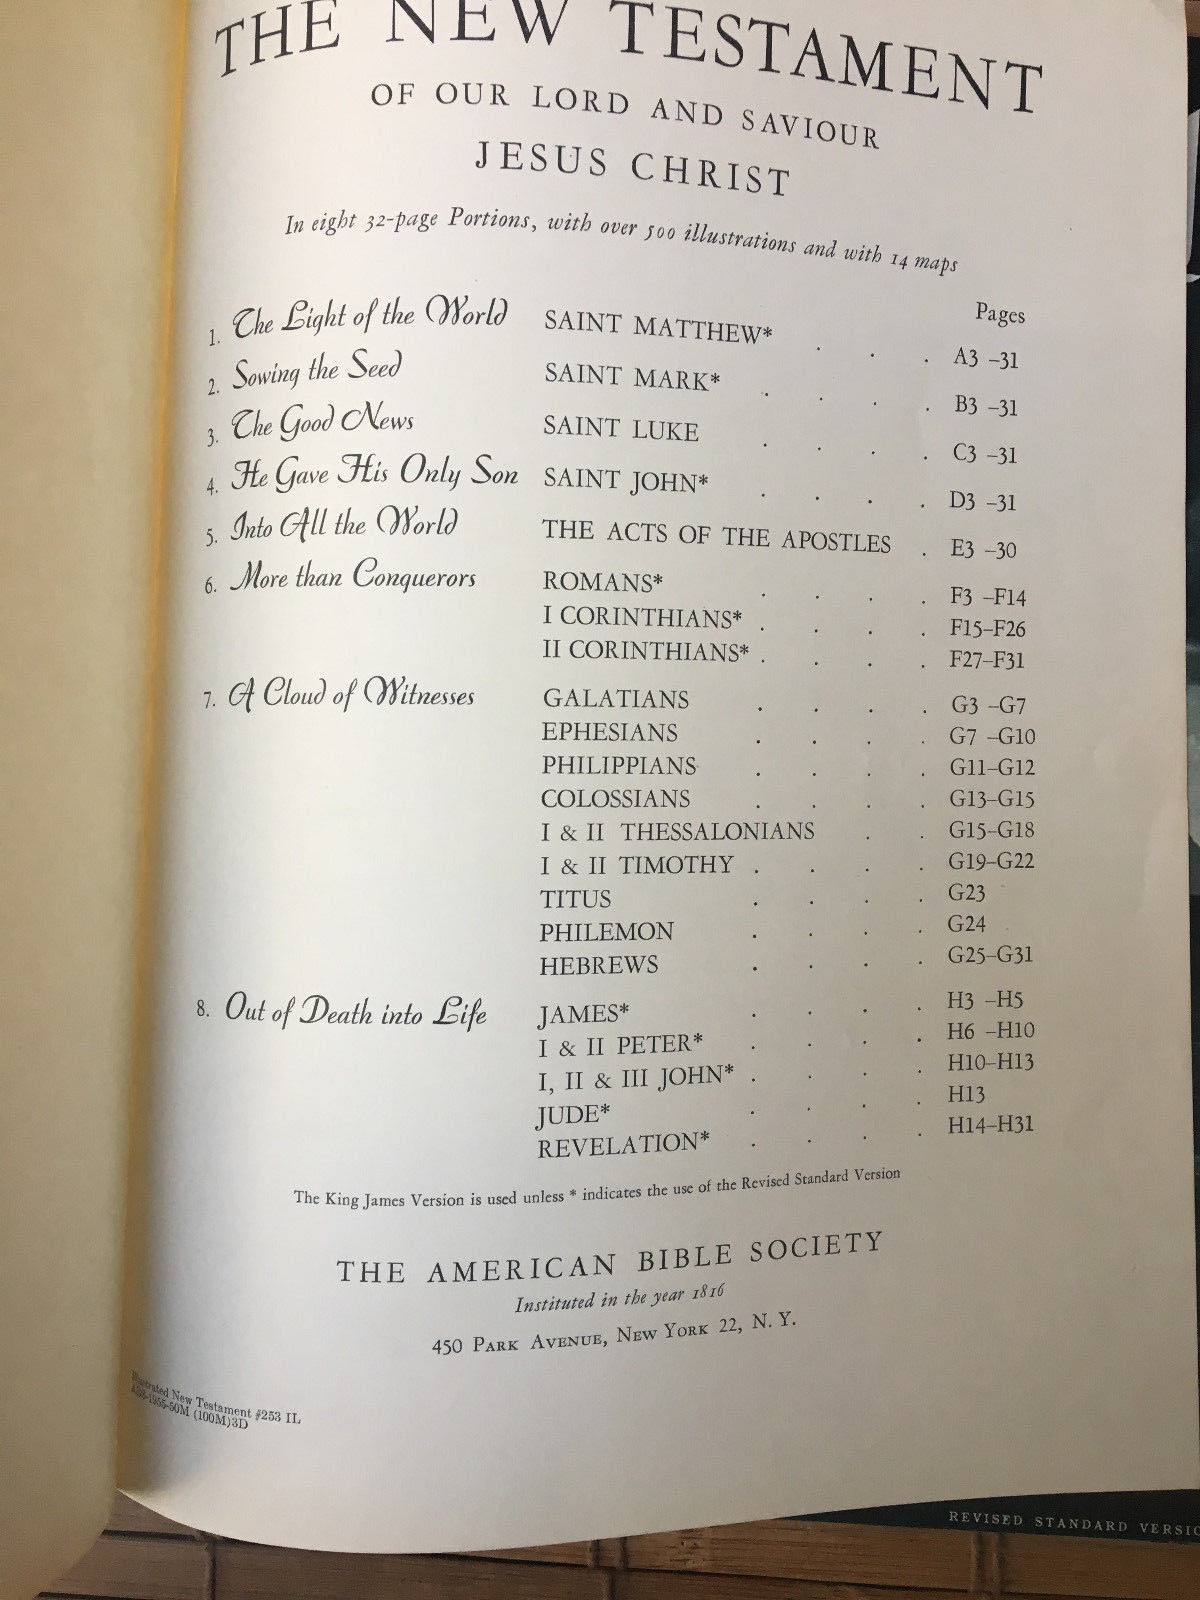 THE NEW TESTAMENT
OF OUR LORD AND SAVIOUR
JESUS CHRIST
In eight 32-page Portions, with over 500 illustrations and with 14 maps
Pages
1. The Light of the World SAINT MATTHEW* . . . A3 –31
2. Sowing the Seed SAINT MARK* . . . . B3 –31
3. The Good News SAINT LUKE . . . . C3 –31
4. He Gave His Only Son SAINT JOHN* . . . . D3 –31
5. Into All the World THE ACTS OF THE APOSTLES . E3 –30
6. More than Conquerors ROMANS* . . . . F3 –F14
I CORINTHIANS* . . . . F15–F26
II CORINTHIANS* . . . . F27–F31
7. A Cloud of Witnesses GALATIANS . . . . G3 –G7
EPHESIANS . . . . G7 –G10
PHILIPPIANS . . . . G11–G12
COLOSSIANS . . . . G13–G15
I & II THESSALONIANS . . G15–G18
I & II TIMOTHY . . . . G19–G22
TITUS . . . . G23
PHILEMON . . . . G24
HEBREWS . . . . G25–G31
8. Out of Death into Life JAMES* . . . . H3 –H5
I & II PETER* . . . . H6 –H10
I, II & III JOHN* . . . . H10–H13
JUDE* . . . . H13
REVELATION* . . . . H14–H31
The King James Version is used unless * indicates the use of the Revised Standard Version
THE AMERICAN BIBLE SOCIETY
Instituted in the year 1816
450 PARK AVENUE, NEW YORK 22, N. Y.
Illustrated New Testament #253 IL
ABS-1955-50M (100M)3D
REVISED STANDARD